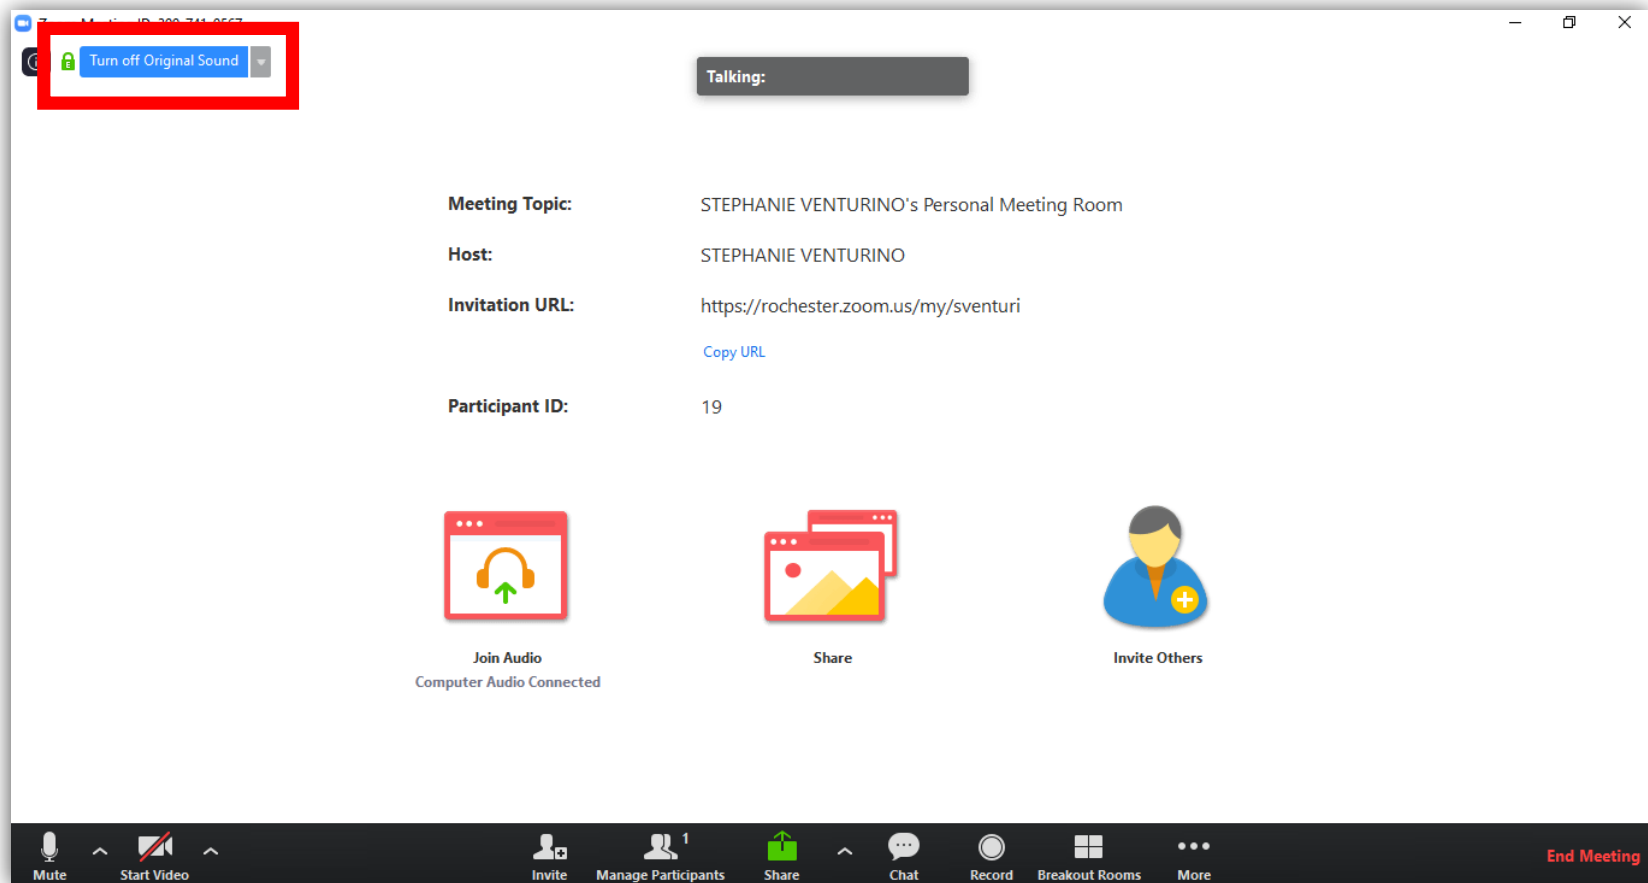 Turn off Original Sound
Talking:
Meeting Topic: STEPHANIE VENTURINO's Personal Meeting Room
Host: STEPHANIE VENTURINO
Invitation URL: https://rochester.zoom.us/my/sventuri
Copy URL
Participant ID: 19
Join Audio Share Invite Others
Computer Audio Connected
1
Mute Start Video Invite Manage Participants Share Chat Record Breakout Rooms More End Meeting